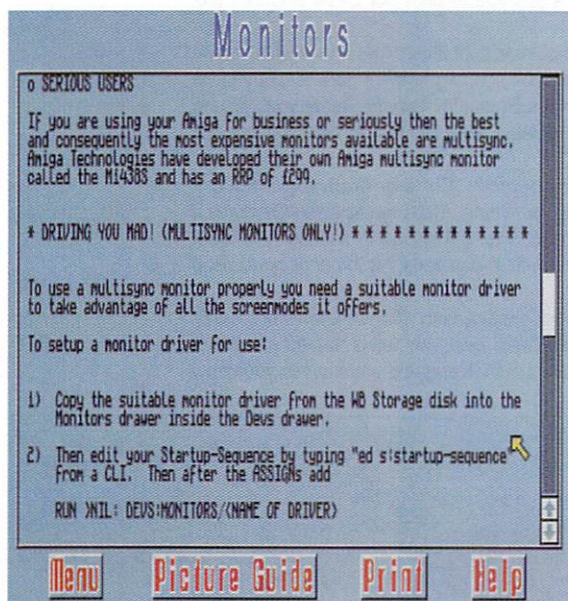 Monitors
o SERIOUS USERS
If you are using your Amiga for business or seriously then the best
and consequently the most expensive monitors available are multisync.
Amiga Technologies have developed their own Amiga multisync monitor
called the Mi438S and has an RRP of £299.
* DRIVING YOU MAD! (MULTISYNC MONITORS ONLY!) * * * * * * * * * * * * *
To use a multisync monitor properly you need a suitable monitor driver
to take advantage of all the screenmodes it offers.
To setup a monitor driver for use:
1) Copy the suitable monitor driver from the WB Storage disk into the
Monitors drawer inside the Devs drawer.
2) Then edit your Startup-Sequence by typing "ed s:startup-sequence"
from a CLI. Then after the ASSIGNs add
RUN >NIL: DEVS:MONITORS/<NAME OF DRIVER>
Menu Picture Guide Print Help